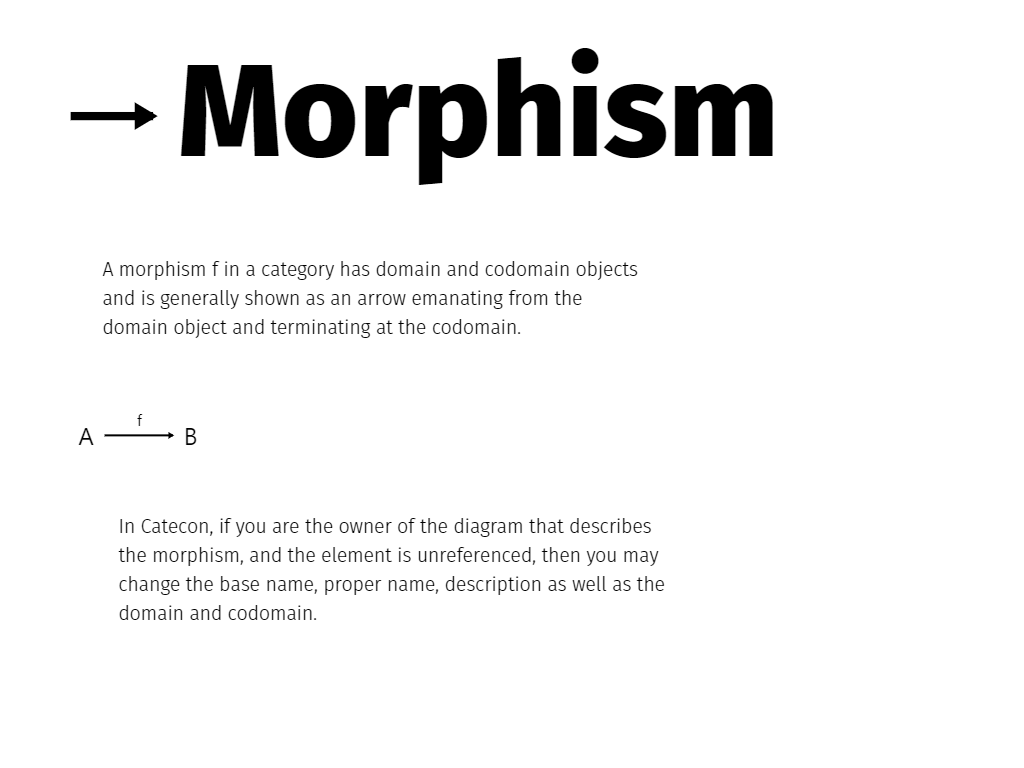 Morphism
A morphism f in a category has domain and codomain objects
and is generally shown as an arrow emanating from the
domain object and terminating at the codomain.
f
A B
In Catecon, if you are the owner of the diagram that describes
the morphism, and the element is unreferenced, then you may
change the base name, proper name, description as well as the
domain and codomain.